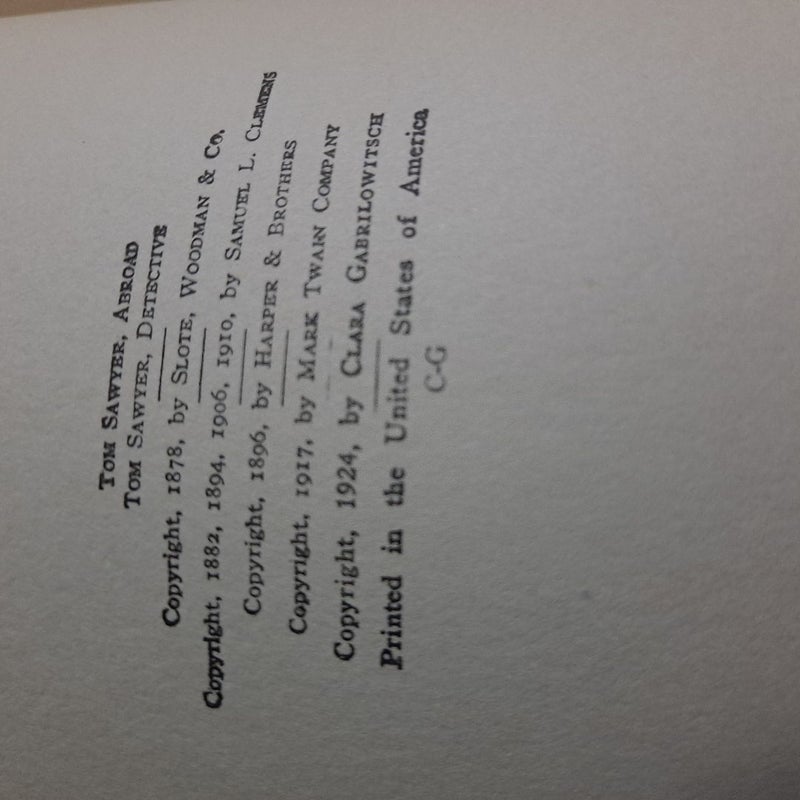 TOM SAWYER, ABROAD
TOM SAWYER, DETECTIVE
Copyright, 1878, by SLOTE, WOODMAN & Co.
Copyright, 1882, 1894, 1906, 1910, by SAMUEL L. CLEMENS
Copyright, 1896, by HARPER & BROTHERS
Copyright, 1917, by MARK TWAIN COMPANY
Copyright, 1924, by CLARA GABRILOWITSCH
Printed in the United States of America
C-G